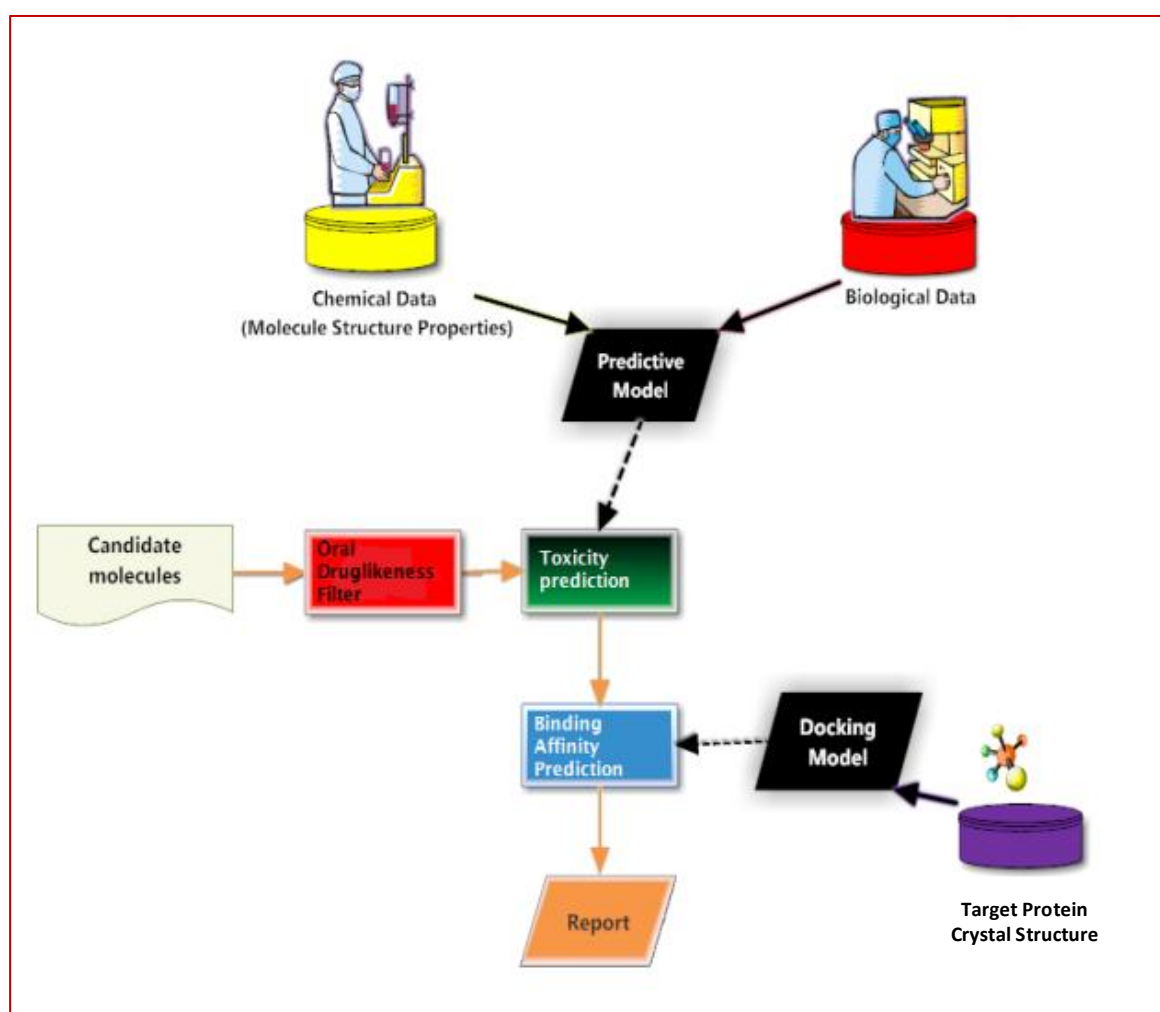 Chemical Data
(Molecule Structure Properties)
Biological Data
Predictive
Model
Candidate
molecules
Oral
Druglikeness
Filter
Toxicity
prediction
Binding
Affinity
Prediction
Docking
Model
Report
Target Protein
Crystal Structure